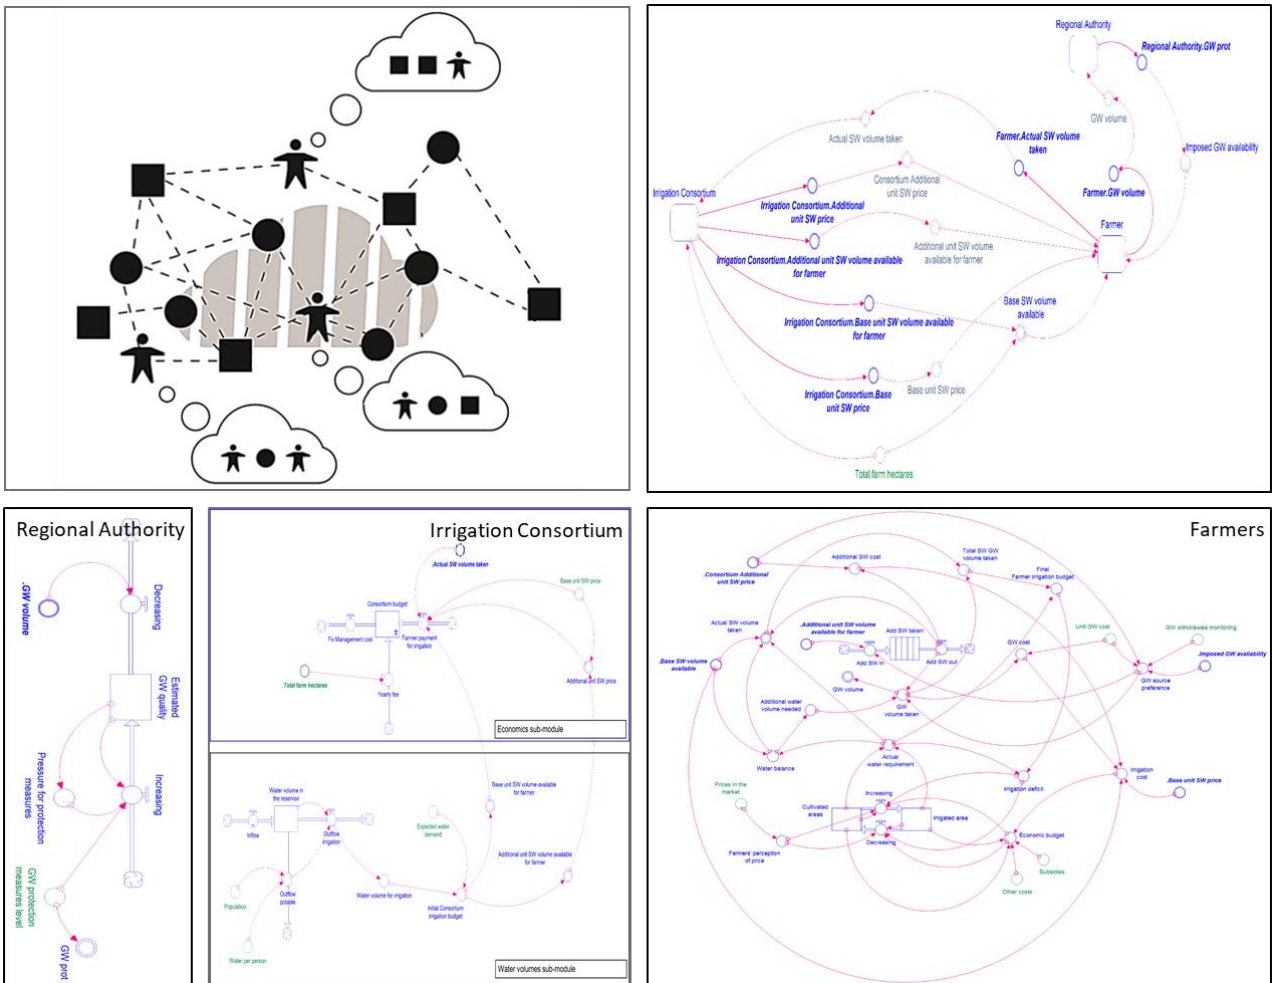 Regional Authority
Regional Authority.GW prot
GW volume
Actual SW volume taken
Farmer.Actual SW volume
taken
Imposed GW availability
Consortium Additional
unit SW price
Farmer.GW volume
Irrigation Consortium
Irrigation Consortium.Additional
unit SW price
Farmer
Additional unit SW volume
available for farmer
Irrigation Consortium.Additional unit SW volume available
for farmer
Base SW volume
available
Irrigation Consortium.Base unit SW volume available
for farmer
Base unit SW price
Irrigation Consortium.Base
unit SW price
Total farm hectares
Regional Authority
.GW volume
Decreasing
Estimated
GW quality
Pressure for protection
measures
Increasing
GW protection
measures level
GW prot
Irrigation Consortium
.Actual SW volume taken
Base unit SW price
Consortium budget
Fix Management cost
Farmer payment
for irrigation
.Total farm hectares
Yearly fee
Additional unit SW price
Economics sub-module
Water volume in
the reservoir
Inflow
Outflow
irrigation
Expected water
demand
Base unit SW volume available
for farmer
Additional unit SW volume available
for farmer
Population
Outflow
potable
Water volume for irrigation
Initial Consortium
irrigation budget
Water per person
Water volumes sub-module
Farmers
.Consortium Additional
unit SW price
Additional SW cost
Total SW GW
volume taken
Final
Farmer irrigation budget
Actual SW volume
taken
.Additional unit SW volume
available for farmer
Add SW taken
Add SW in
Add SW out
GW cost
Unit GW cost
GW withdrawals monitoring
.Base SW volume
available
.Imposed GW availability
GW volume
GW source
preference
Additional water
volume needed
GW
volume taken
Water balance
Actual
water requirement
Irrigation deficit
Irrigation
cost
.Base unit SW price
Prices in the
market
Cultivated
areas
Increasing
Irrigated area
Decreasing
Farmers' perception
of price
Economic budget
Subsidies
Other costs